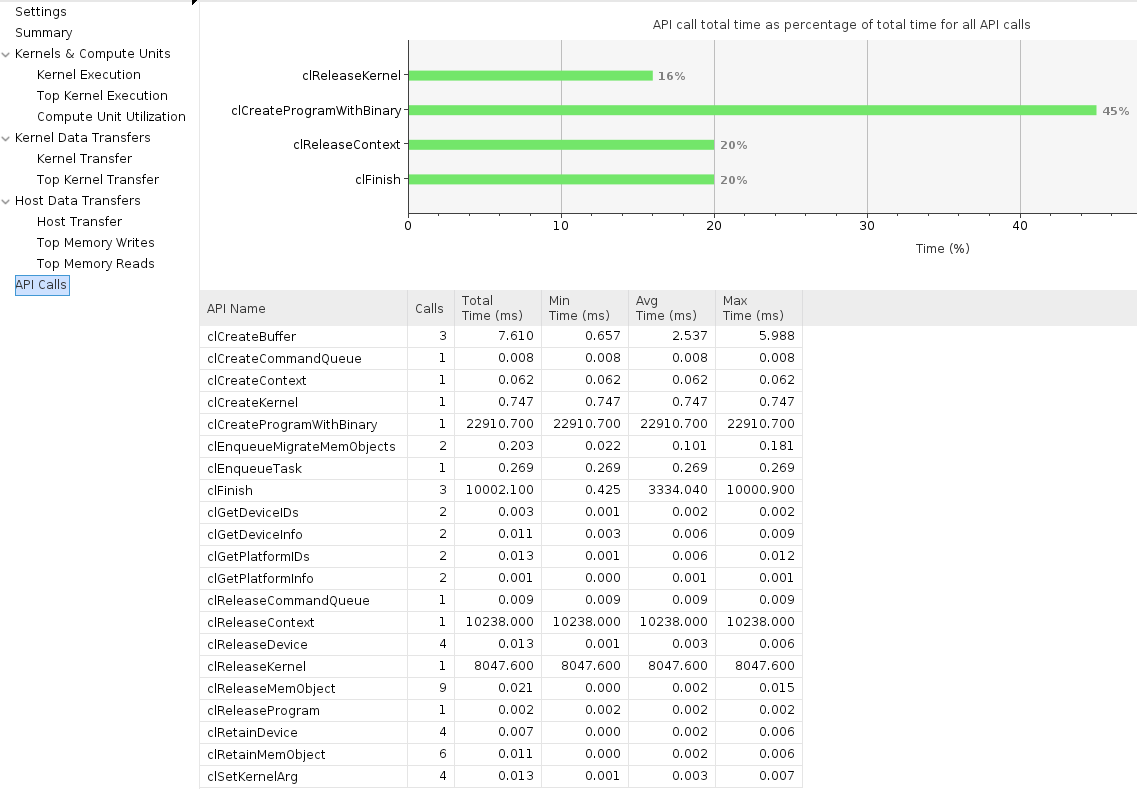 Settings
Summary
Kernels & Compute Units
Kernel Execution
Top Kernel Execution
Compute Unit Utilization
Kernel Data Transfers
Kernel Transfer
Top Kernel Transfer
Host Data Transfers
Host Transfer
Top Memory Writes
Top Memory Reads
API Calls
API call total time as percentage of total time for all API calls
clReleaseKernel 16%
clCreateProgramWithBinary 45%
clReleaseContext 20%
clFinish 20%
0 10 20 30 40
Time (%)
API Name Calls Total Time (ms) Min Time (ms) Avg Time (ms) Max Time (ms)
clCreateBuffer 3 7.610 0.657 2.537 5.988
clCreateCommandQueue 1 0.008 0.008 0.008 0.008
clCreateContext 1 0.062 0.062 0.062 0.062
clCreateKernel 1 0.747 0.747 0.747 0.747
clCreateProgramWithBinary 1 22910.700 22910.700 22910.700 22910.700
clEnqueueMigrateMemObjects 2 0.203 0.022 0.101 0.181
clEnqueueTask 1 0.269 0.269 0.269 0.269
clFinish 3 10002.100 0.425 3334.040 10000.900
clGetDeviceIDs 2 0.003 0.001 0.002 0.002
clGetDeviceInfo 2 0.011 0.003 0.006 0.009
clGetPlatformIDs 2 0.013 0.001 0.006 0.012
clGetPlatformInfo 2 0.001 0.000 0.001 0.001
clReleaseCommandQueue 1 0.009 0.009 0.009 0.009
clReleaseContext 1 10238.000 10238.000 10238.000 10238.000
clReleaseDevice 4 0.013 0.001 0.003 0.006
clReleaseKernel 1 8047.600 8047.600 8047.600 8047.600
clReleaseMemObject 9 0.021 0.000 0.002 0.015
clReleaseProgram 1 0.002 0.002 0.002 0.002
clRetainDevice 4 0.007 0.000 0.002 0.006
clRetainMemObject 6 0.011 0.000 0.002 0.006
clSetKernelArg 4 0.013 0.001 0.003 0.007